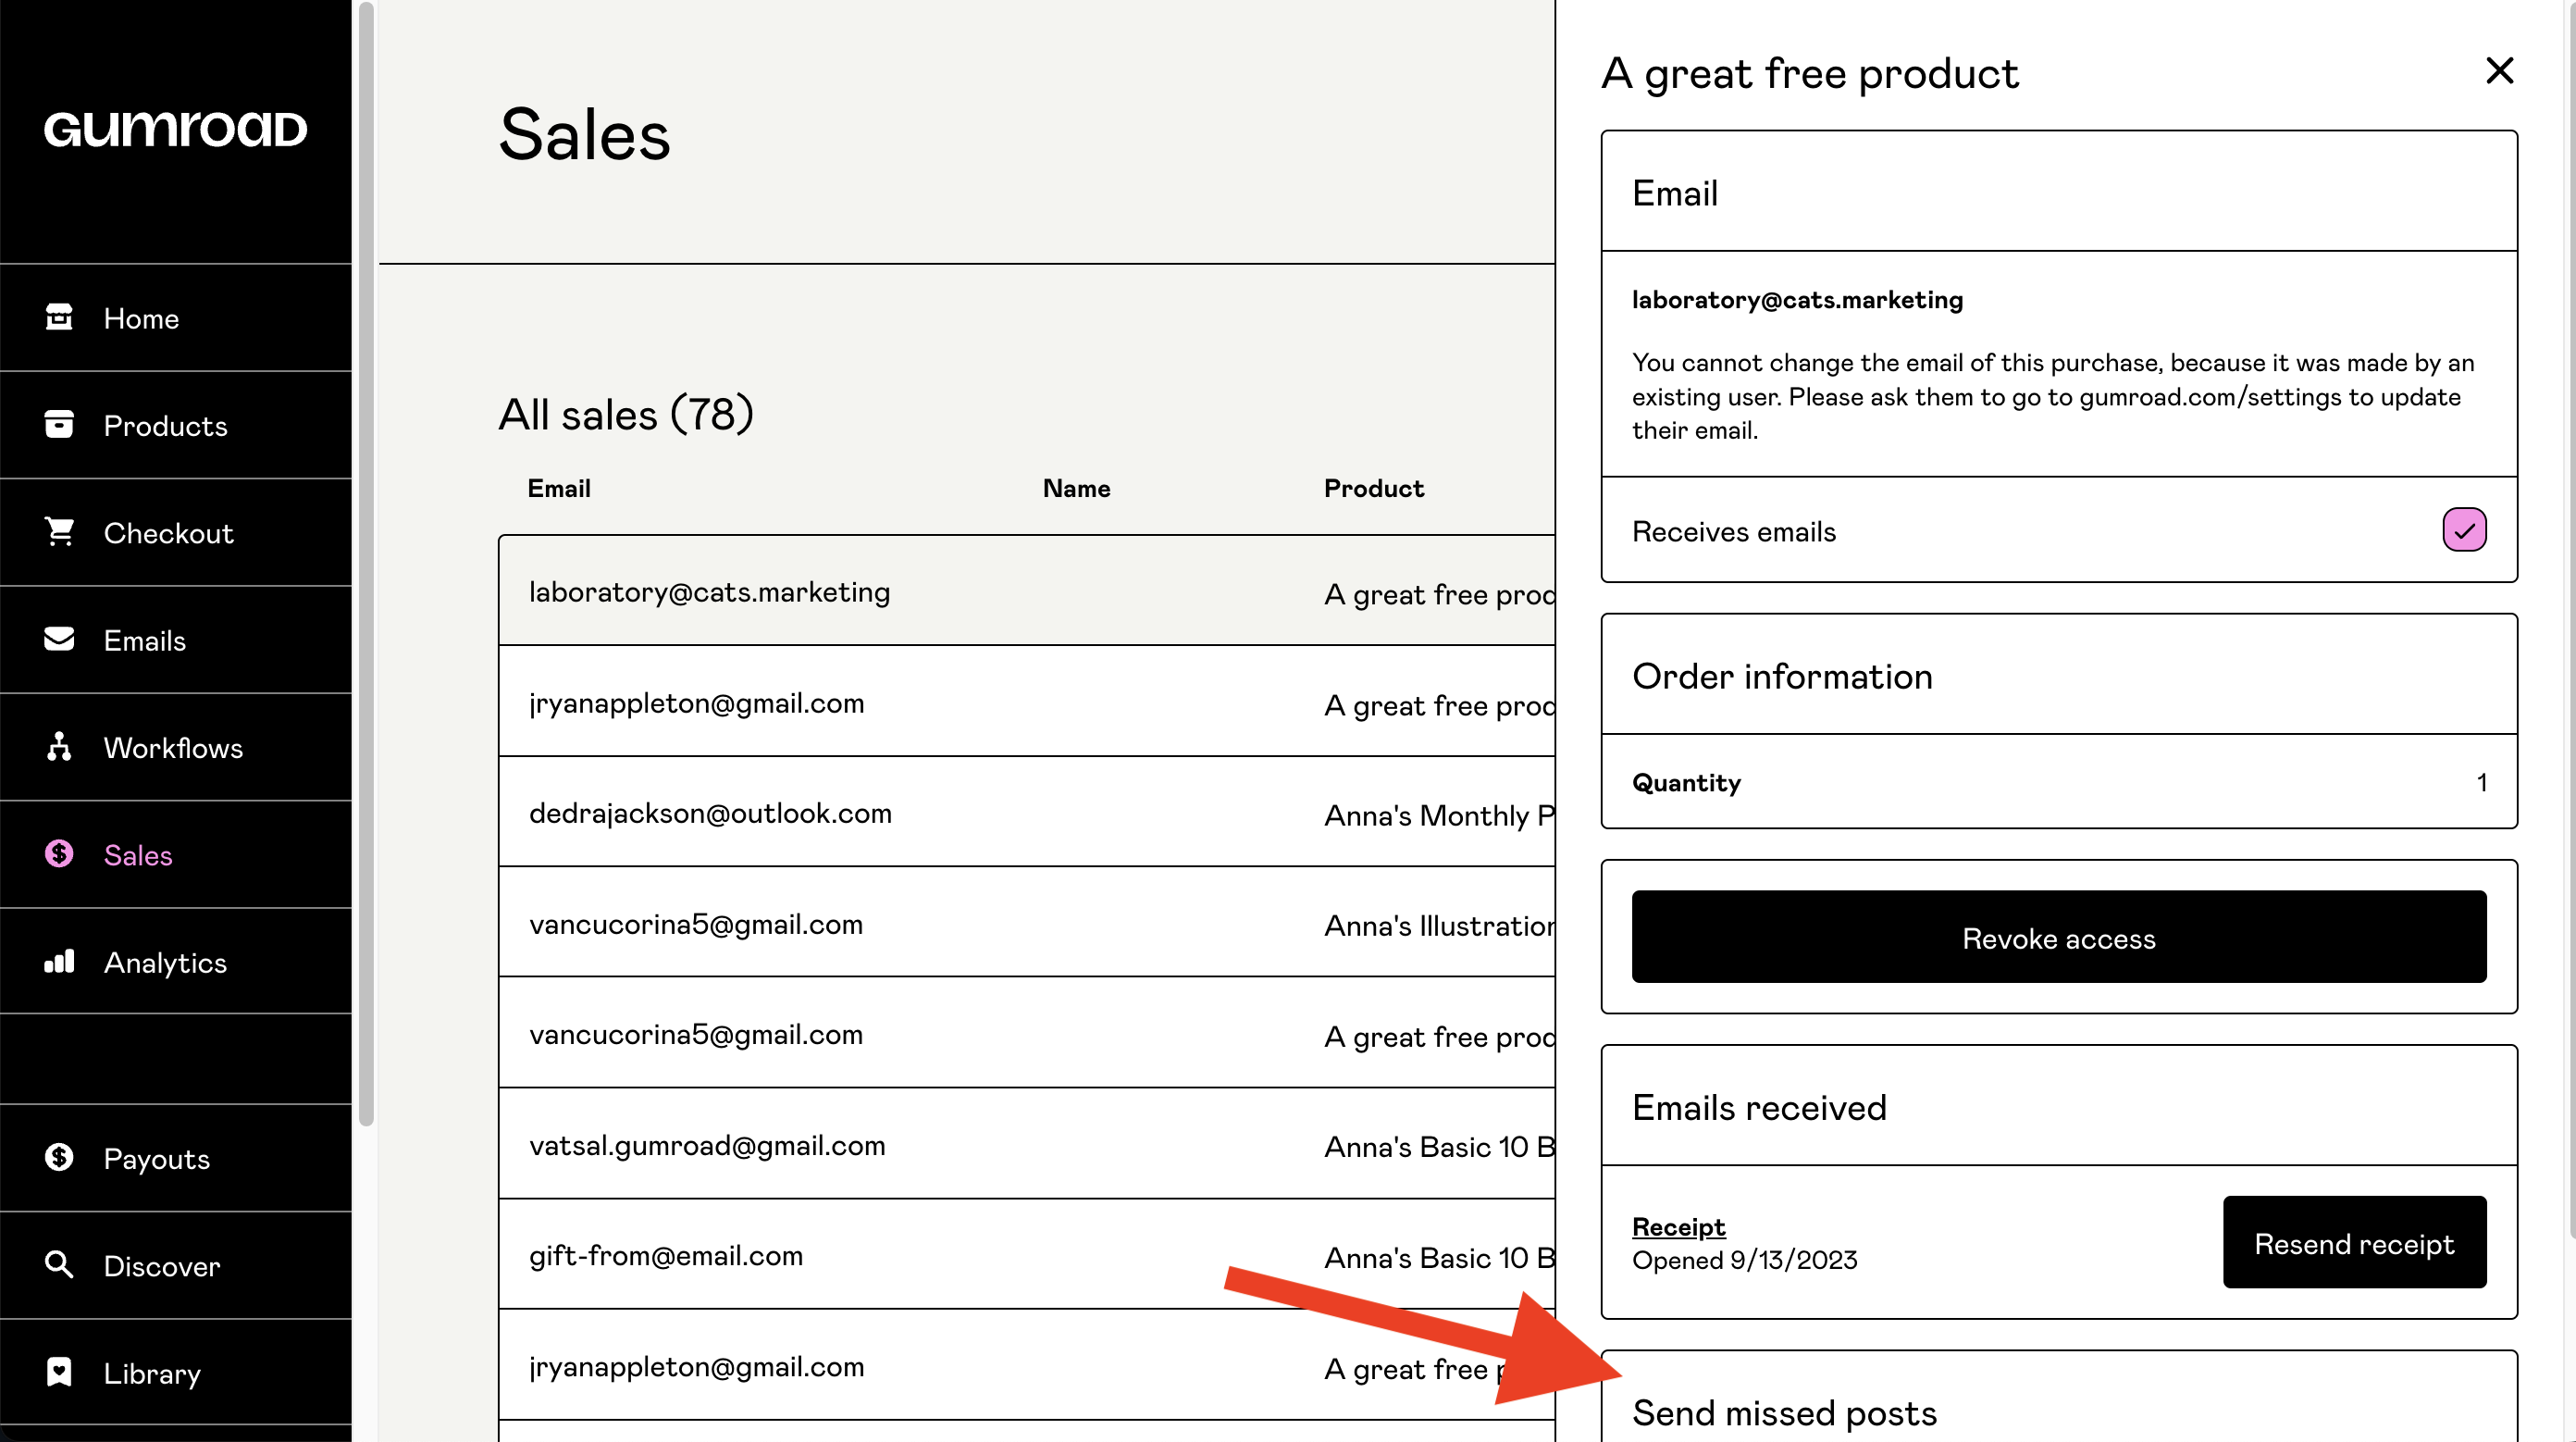 GUMROAD
Home
Products
Checkout
Emails
Workflows
Sales
Analytics
Payouts
Discover
Library
Sales
All sales (78)
Email Name Product
laboratory@cats.marketing A great free prod
jryanappleton@gmail.com A great free prod
dedrajackson@outlook.com Anna's Monthly P
vancucorina5@gmail.com Anna's Illustration
vancucorina5@gmail.com A great free prod
vatsal.gumroad@gmail.com Anna's Basic 10 B
gift-from@email.com Anna's Basic 10 B
jryanappleton@gmail.com A great free p
A great free product
Email
laboratory@cats.marketing
You cannot change the email of this purchase, because it was made by an
existing user. Please ask them to go to gumroad.com/settings to update
their email.
Receives emails
Order information
Quantity 1
Revoke access
Emails received
Receipt
Opened 9/13/2023
Resend receipt
Send missed posts